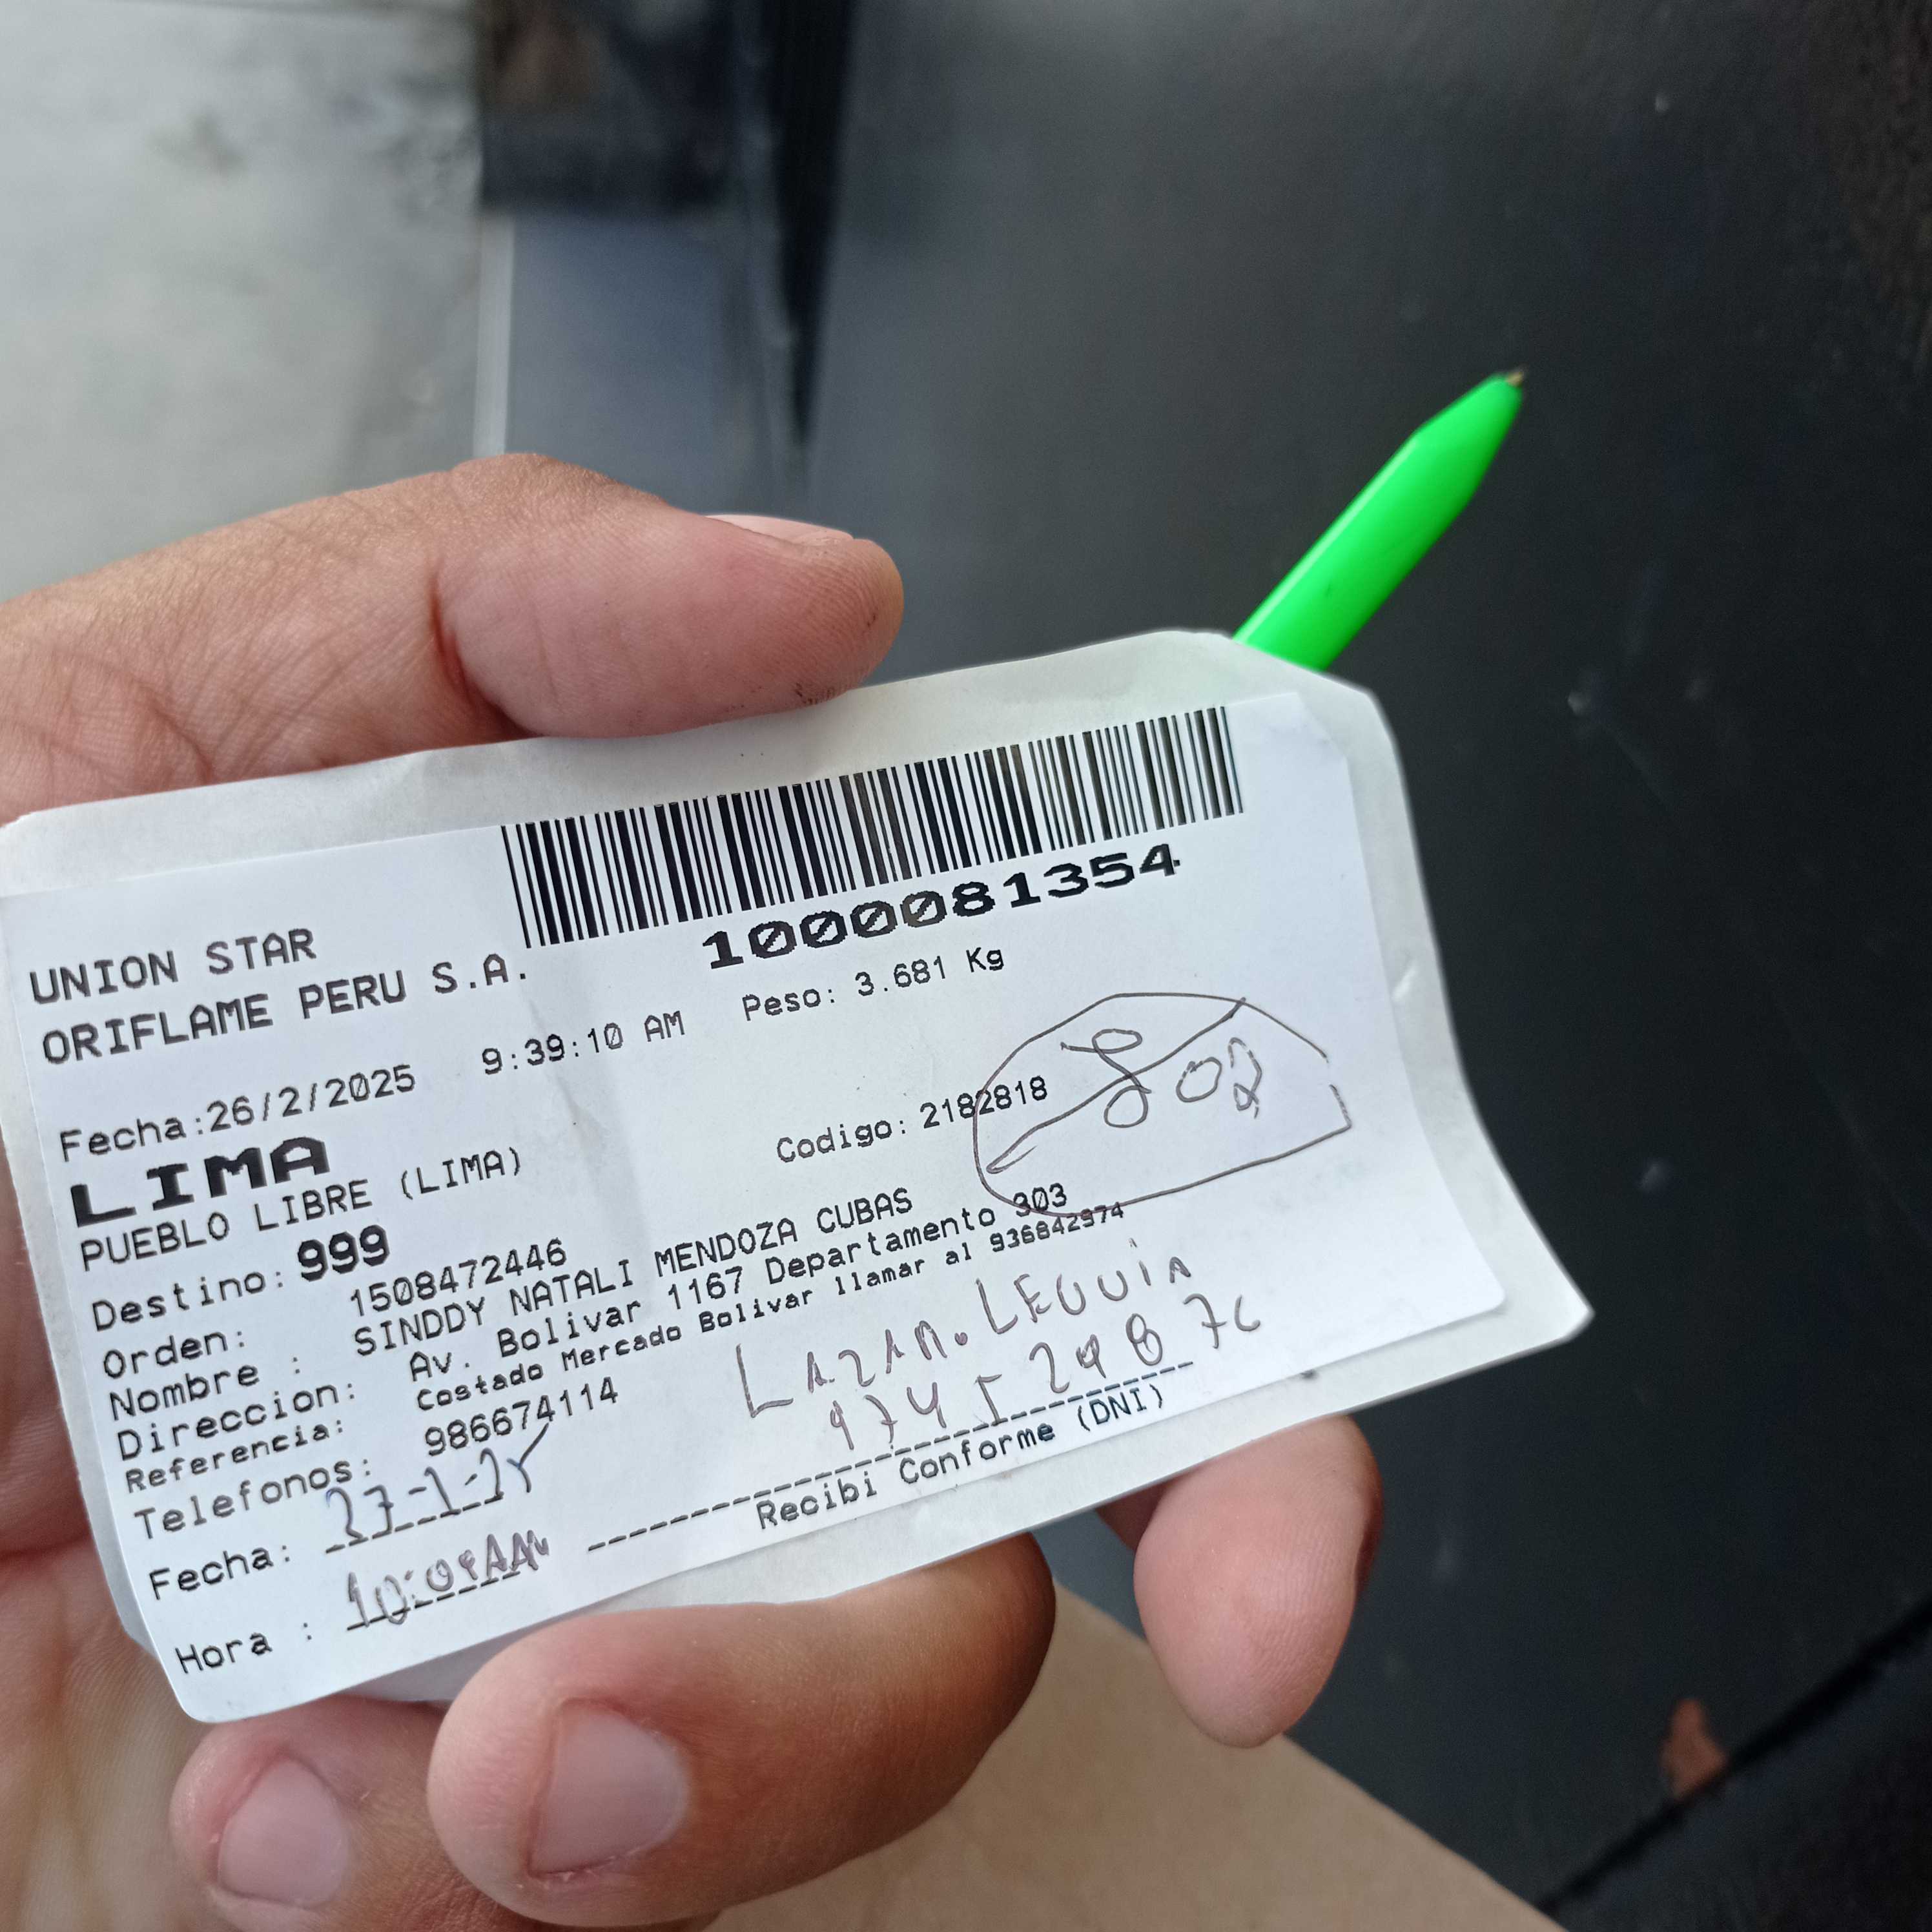 1000081354
UNION STAR
ORIFLAME PERU S.A.
Fecha:26/2/2025 9:39:10 AM Peso: 3.681 Kg
LIMA
PUEBLO LIBRE (LIMA) Codigo: 2182818
802
Destino: 999
Orden: 1508472446
Nombre : SINDDY NATALI MENDOZA CUBAS
Direccion: Av. Bolivar 1167 Departamento 303
Referencia: Costado Mercado Bolivar llamar al 936842974
Telefonos: 986674114
Fecha:
Hora :
Recibi Conforme (DNI)